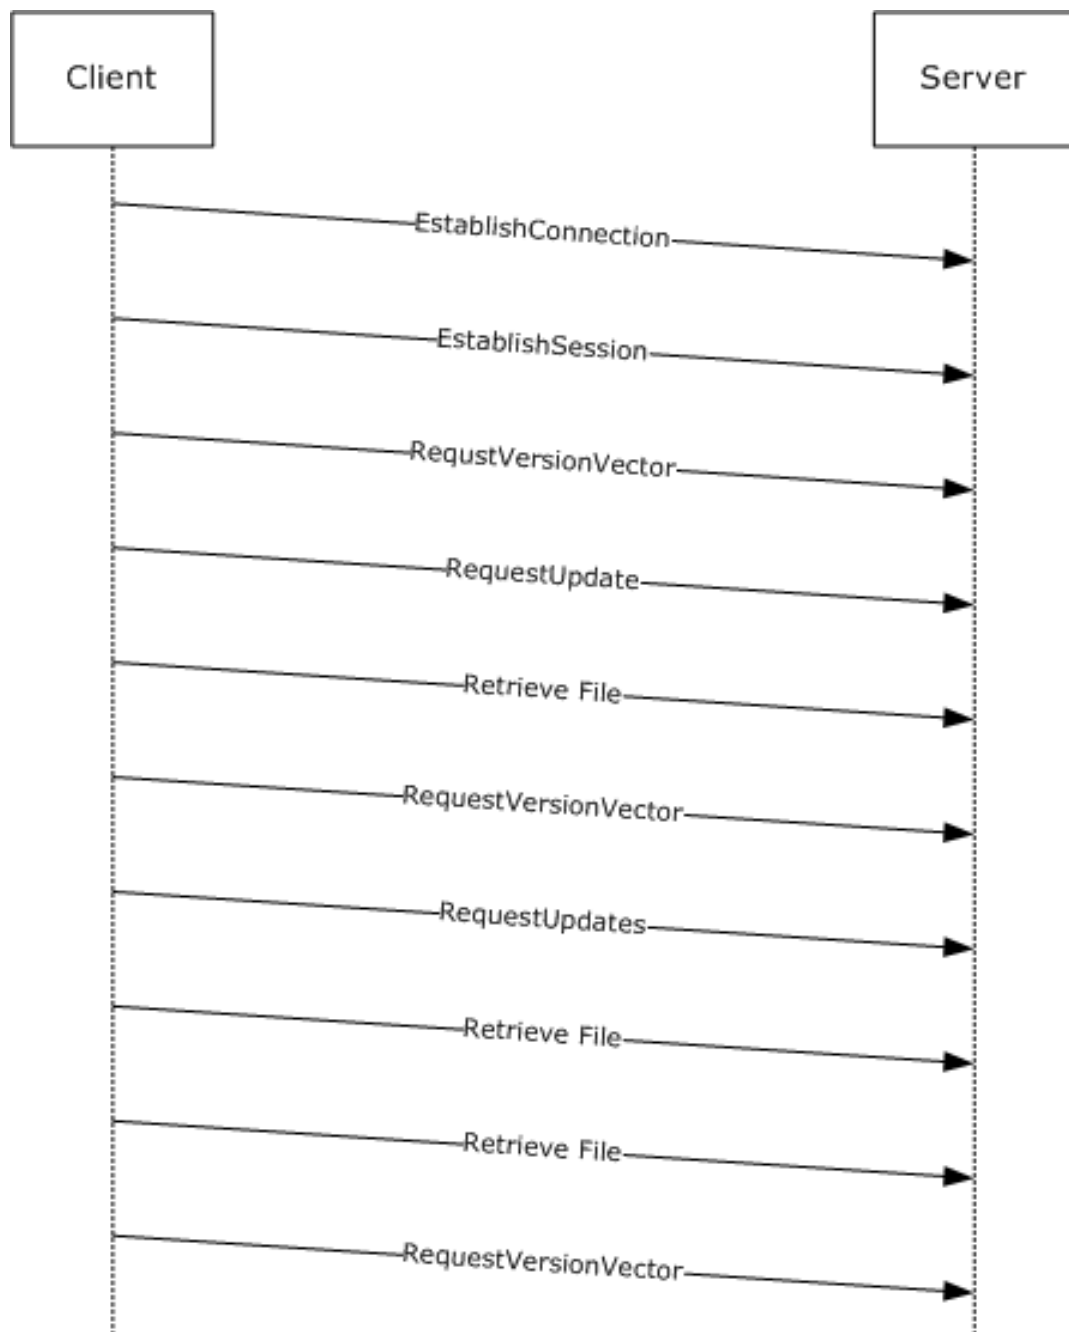 Client
Server
EstablishConnection
EstablishSession
RequstVersionVector
RequestUpdate
Retrieve File
RequestVersionVector
RequestUpdates
Retrieve File
Retrieve File
RequestVersionVector